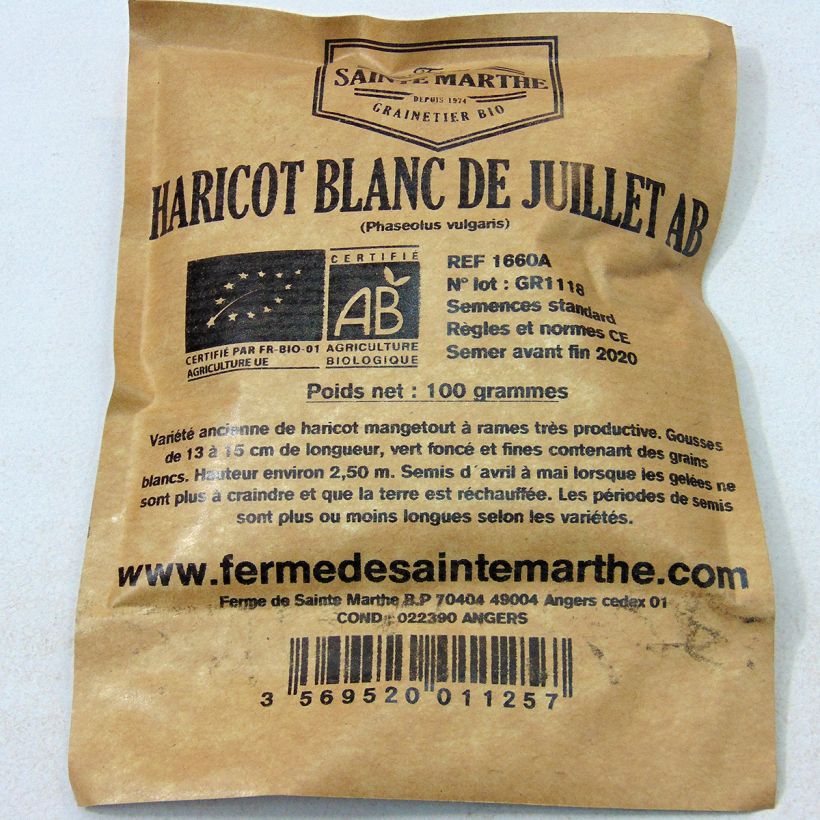 SAINTE MARTHE
DEPUIS 1974
GRAINETIER BIO
HARICOT BLANC DE JUILLET AB
(Phaseolus vulgaris)
CERTIFIÉ
AB
AGRICULTURE
BIOLOGIQUE
CERTIFIÉ PAR FR-BIO-01
AGRICULTURE UE
REF 1660A
N° lot : GR1118
Semences standard
Règles et normes CE
Semer avant fin 2020
Poids net : 100 grammes
Variété ancienne de haricot mangetout à rames très productive. Gousses
de 13 à 15 cm de longueur, vert foncé et fines contenant des grains
blancs. Hauteur environ 2,50 m. Semis d´avril à mai lorsque les gelées ne
sont plus à craindre et que la terre est réchauffée. Les périodes de semis
sont plus ou moins longues selon les variétés.
www.fermedesaintemarthe.com
Ferme de Sainte Marthe B.P 70404 49004 Angers cedex 01
COND : 022390 ANGERS
3 569520 011257